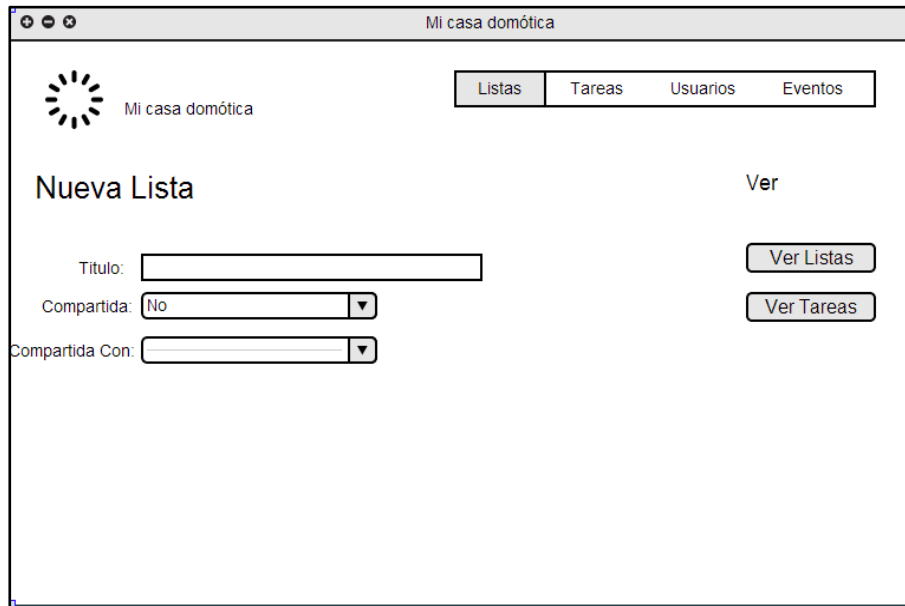 Mi casa domótica
Listas Tareas Usuarios Eventos
Mi casa domótica
Nueva Lista
Ver
Titulo:
Ver Listas
Compartida: No
Ver Tareas
Compartida Con: